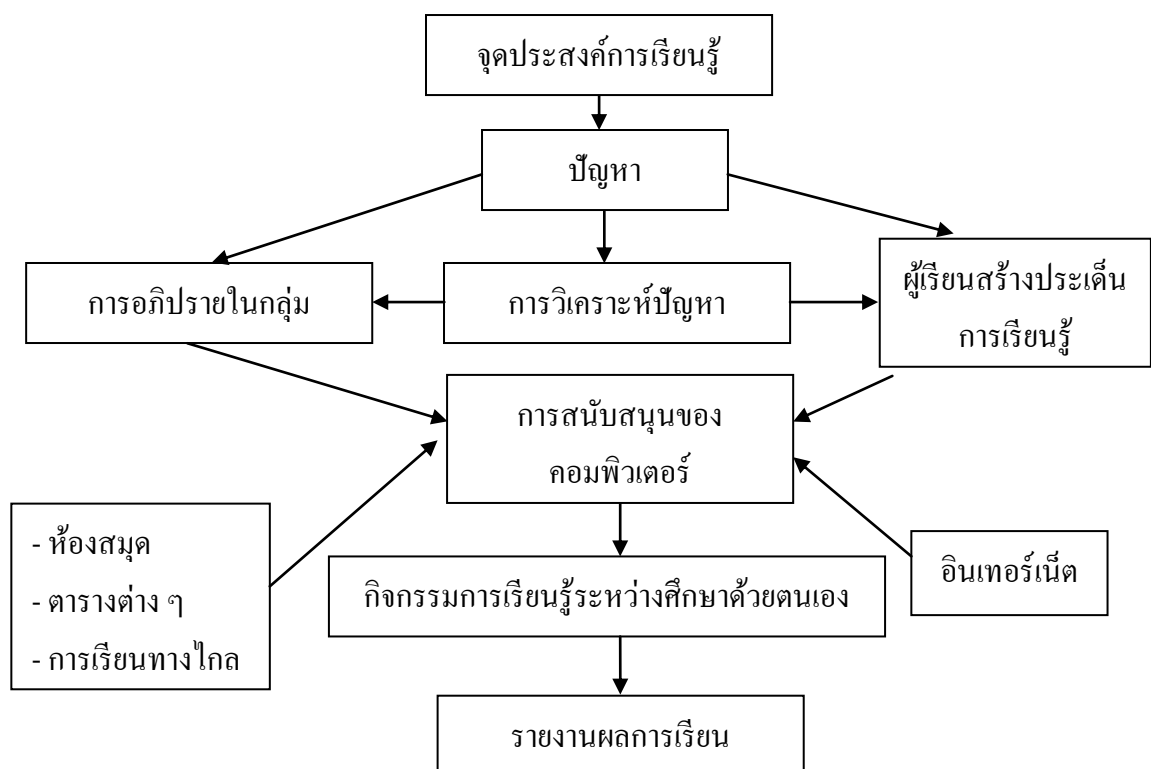 จุดประสงค์การเรียนรู้
ปัญหา
การอภิปรายในกลุ่ม
การวิเคราะห์ปัญหา
ผู้เรียนสร้างประเด็น
การเรียนรู้
การสนับสนุนของ
คอมพิวเตอร์
- ห้องสมุด
- ตารางต่าง ๆ
- การเรียนทางไกล
กิจกรรมการเรียนรู้ระหว่างศึกษาด้วยตนเอง
อินเทอร์เน็ต
รายงานผลการเรียน